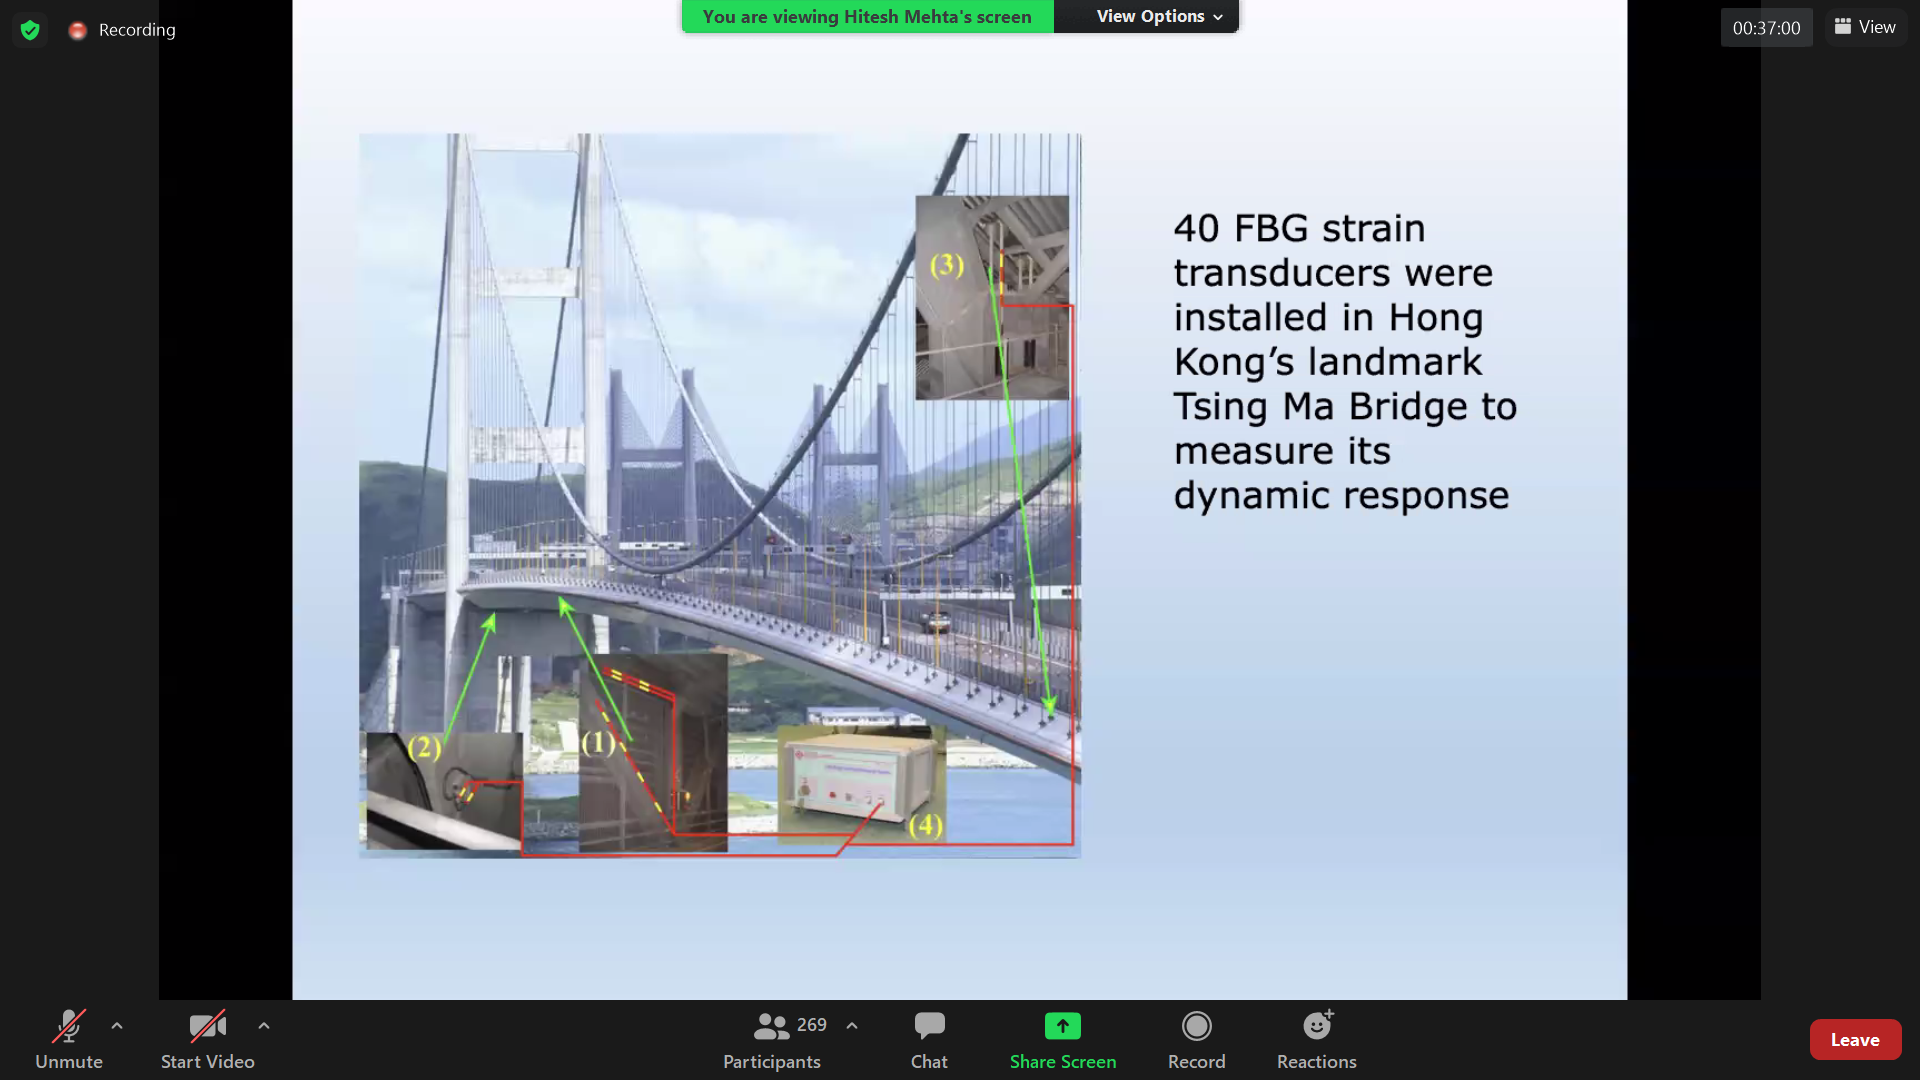 You are viewing Hitesh Mehta's screen
View Options
Recording
00:37:00
View
40 FBG strain
transducers were
installed in Hong
Kong’s landmark
Tsing Ma Bridge to
measure its
dynamic response
(3)
(2)
(1)
(4)
Unmute
Start Video
269
Participants
Chat
Share Screen
Record
Reactions
Leave